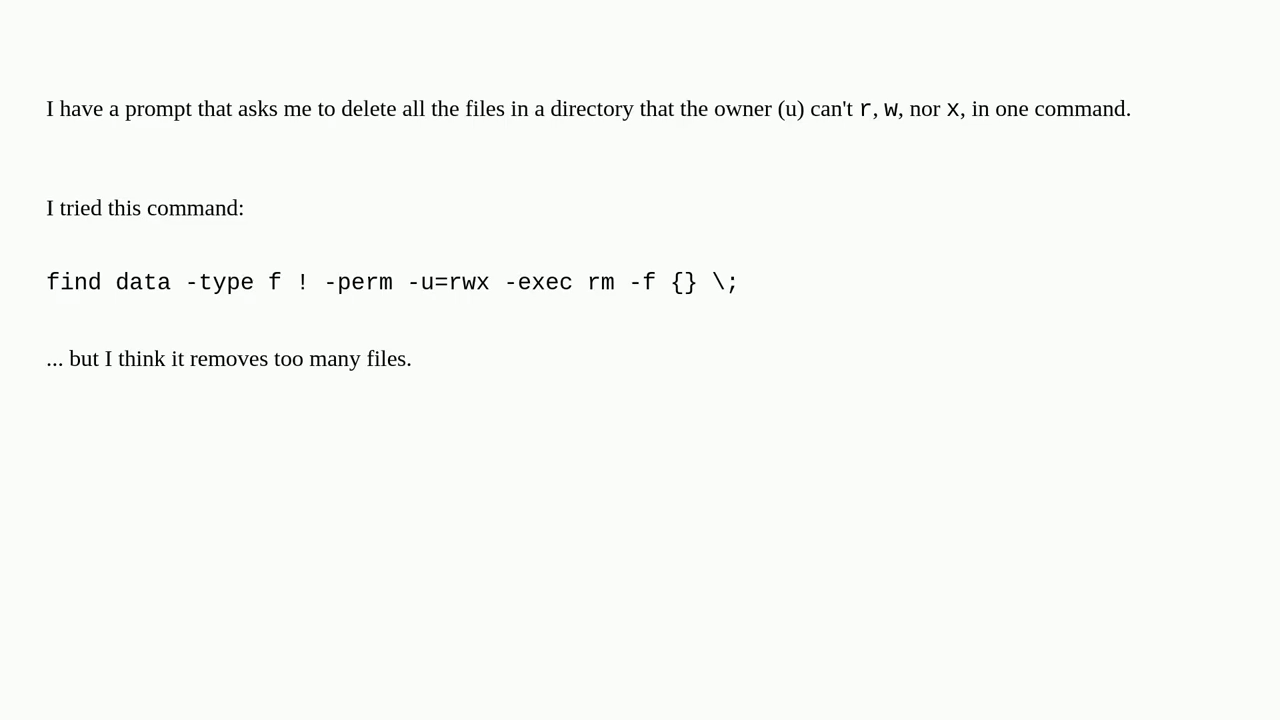 I have a prompt that asks me to delete all the files in a directory that the owner (u) can't r, w, nor x, in one command.
I tried this command:
find data -type f ! -perm -u=rwx -exec rm -f {} \;
... but I think it removes too many files.